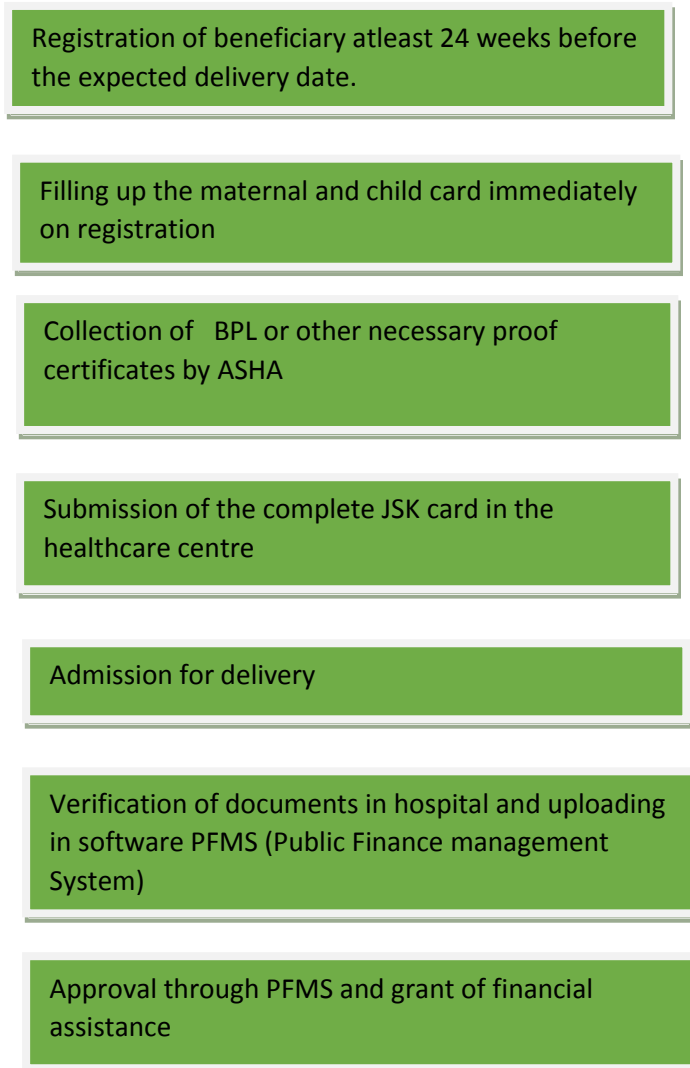 Registration of beneficiary atleast 24 weeks before
the expected delivery date.
Filling up the maternal and child card immediately
on registration
Collection of BPL or other necessary proof
certificates by ASHA
Submission of the complete JSK card in the
healthcare centre
Admission for delivery
Verification of documents in hospital and uploading
in software PFMS (Public Finance management
System)
Approval through PFMS and grant of financial
assistance